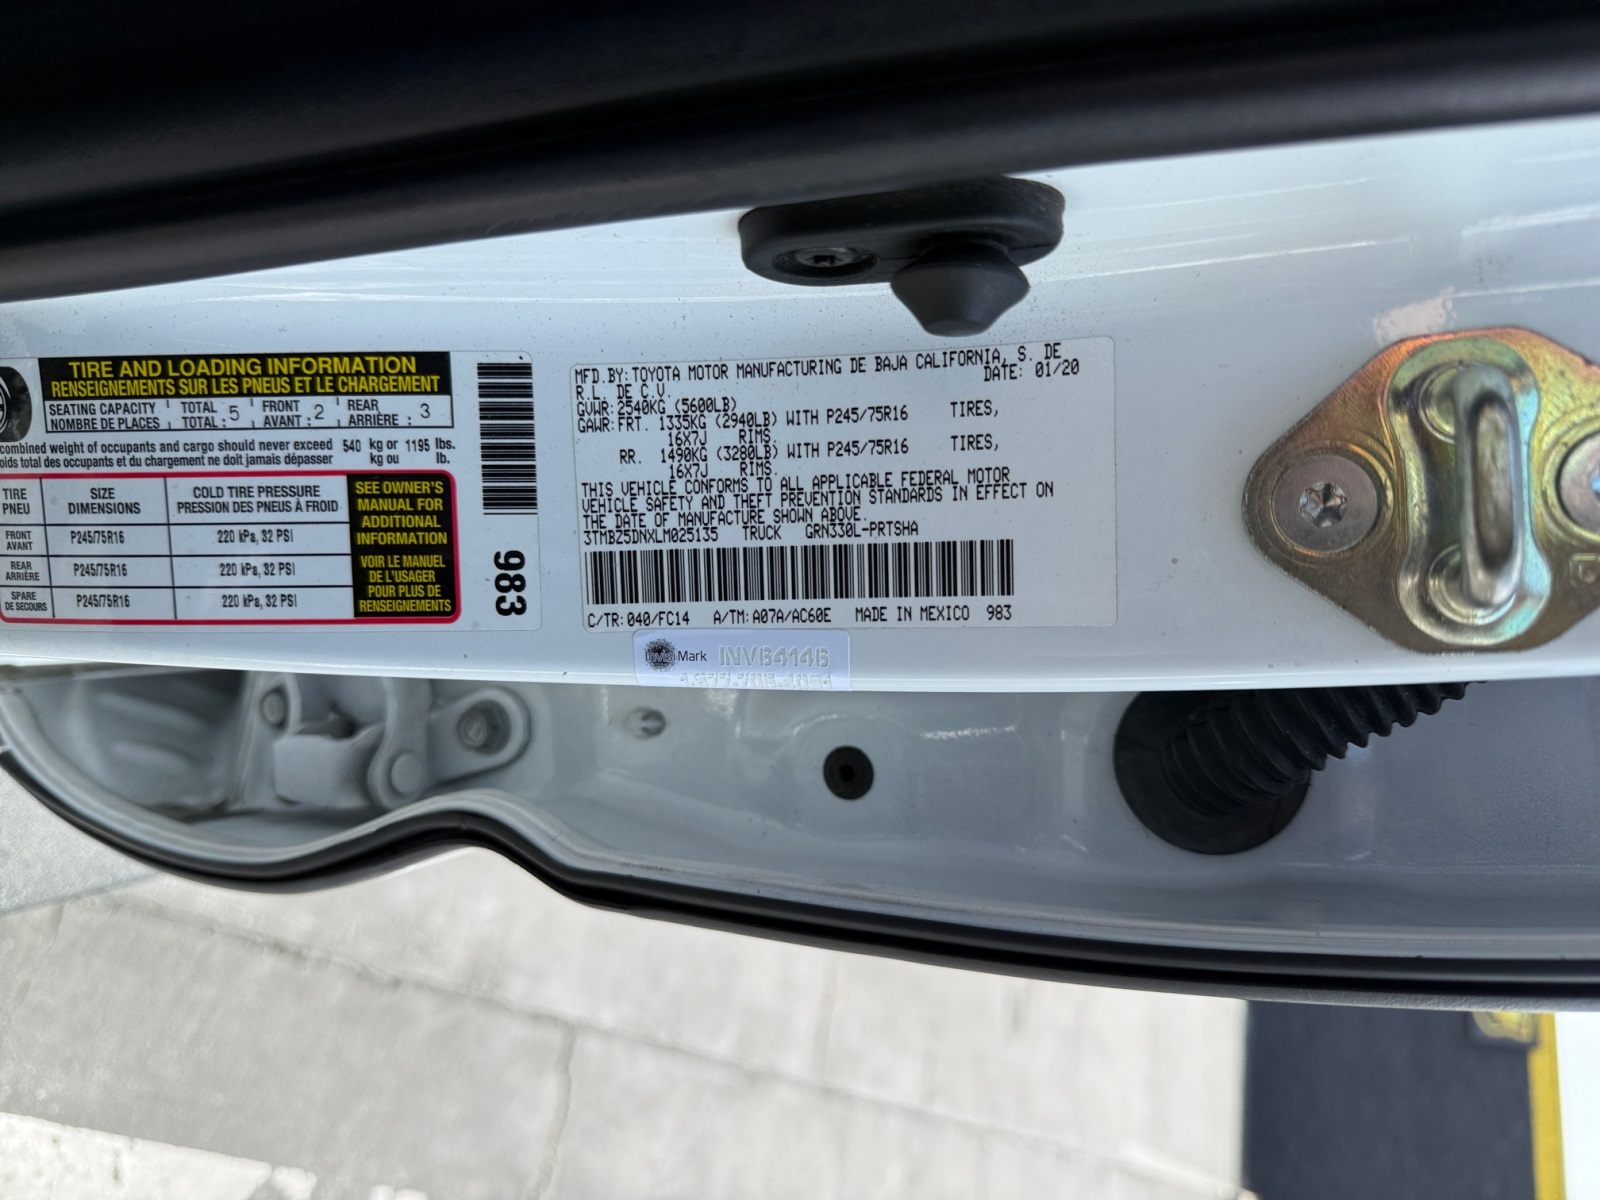 TIRE AND LOADING INFORMATION
RENSEIGNEMENTS SUR LES PNEUS ET LE CHARGEMENT
SEATING CAPACITY TOTAL 5 FRONT 2 REAR 3
NOMBRE DE PLACES TOTAL : AVANT : ARRIÈRE :
combined weight of occupants and cargo should never exceed 540 kg or 1195 lbs.
poids total des occupants et du chargement ne doit jamais dépasser kg ou lb.
TIRE SIZE COLD TIRE PRESSURE
PNEU DIMENSIONS PRESSION DES PNEUS À FROID
FRONT
AVANT
P245/75R16 220 kPa, 32 PSI
REAR
ARRIÈRE
P245/75R16 220 kPa, 32 PSI
SPARE
DE SECOURS
P245/75R16 220 kPa, 32 PSI
SEE OWNER'S
MANUAL FOR
ADDITIONAL
INFORMATION
VOIR LE MANUEL
DE L'USAGER
POUR PLUS DE
RENSEIGNEMENTS
983
MFD.BY:TOYOTA MOTOR MANUFACTURING DE BAJA CALIFORNIA, S. DE
R.L. DE C.V. DATE: 01/20
GVWR:2540KG (5600LB)
GAWR:FRT. 1335KG (2940LB) WITH P245/75R16 TIRES,
16X7J RIMS.
RR. 1490KG (3280LB) WITH P245/75R16 TIRES,
16X7J RIMS.
THIS VEHICLE CONFORMS TO ALL APPLICABLE FEDERAL MOTOR
VEHICLE SAFETY AND THEFT PREVENTION STANDARDS IN EFFECT ON
THE DATE OF MANUFACTURE SHOWN ABOVE.
3TMBZ5DNXLM025135 TRUCK GRN330L-PRTSHA
C/TR:040/FC14 A/TM:A07A/AC60E MADE IN MEXICO 983
InvisiMark INV64146